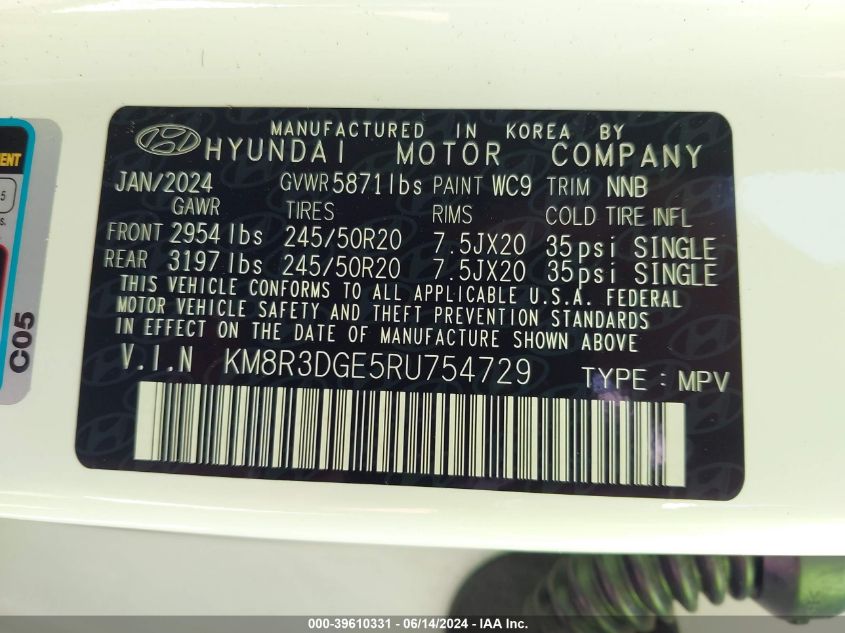 MANUFACTURED IN KOREA BY
HYUNDAI MOTOR COMPANY
JAN/2024 GVWR 5871lbs PAINT WC9 TRIM NNB
GAWR TIRES RIMS COLD TIRE INFL
FRONT 2954 lbs 245/50R20 7.5JX20 35psi SINGLE
REAR 3197 lbs 245/50R20 7.5JX20 35psi SINGLE
THIS VEHICLE CONFORMS TO ALL APPLICABLE U.S.A. FEDERAL
MOTOR VEHICLE SAFETY AND THEFT PREVENTION STANDARDS
IN EFFECT ON THE DATE OF MANUFACTURE SHOWN ABOVE
V.I.N KM8R3DGE5RU754729 TYPE : MPV
C05
000-39610331 - 06/14/2024 - IAA Inc.